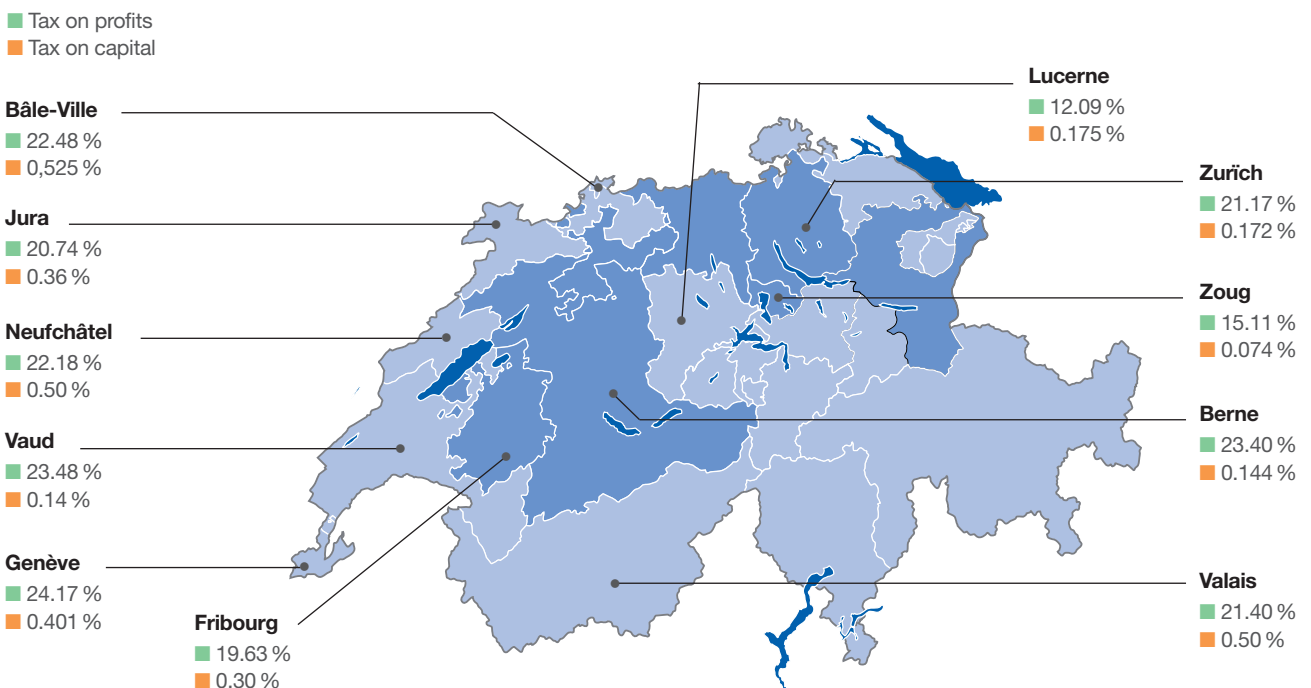 Tax on profits
Tax on capital
Bâle-Ville
22.48 %
0,525 %
Jura
20.74 %
0.36 %
Neufchâtel
22.18 %
0.50 %
Vaud
23.48 %
0.14 %
Genève
24.17 %
0.401 %
Fribourg
19.63 %
0.30 %
Lucerne
12.09 %
0.175 %
Zurïch
21.17 %
0.172 %
Zoug
15.11 %
0.074 %
Berne
23.40 %
0.144 %
Valais
21.40 %
0.50 %